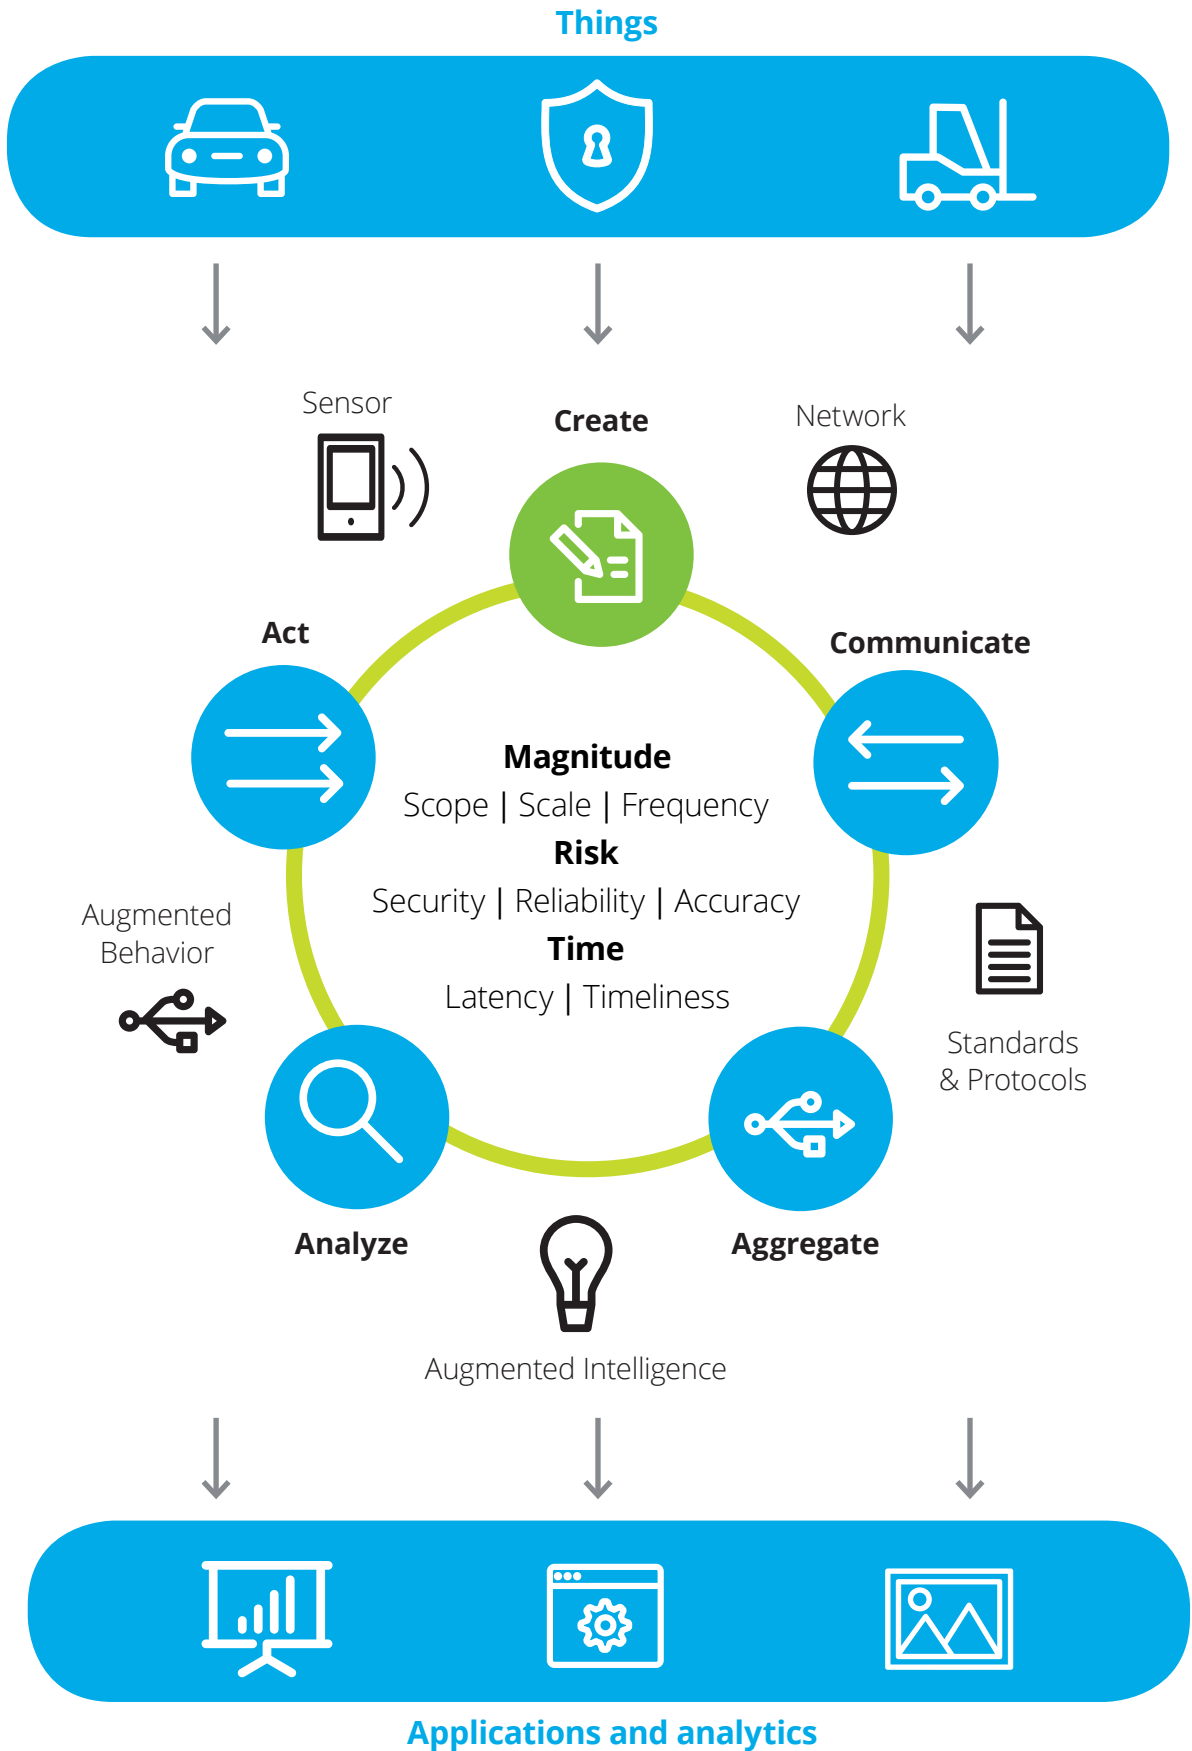 Things
Sensor
Create
Network
Act
Communicate
Magnitude
Scope | Scale | Frequency
Risk
Security | Reliability | Accuracy
Time
Latency | Timeliness
Augmented
Behavior
Standards
& Protocols
Analyze
Aggregate
Augmented Intelligence
Applications and analytics